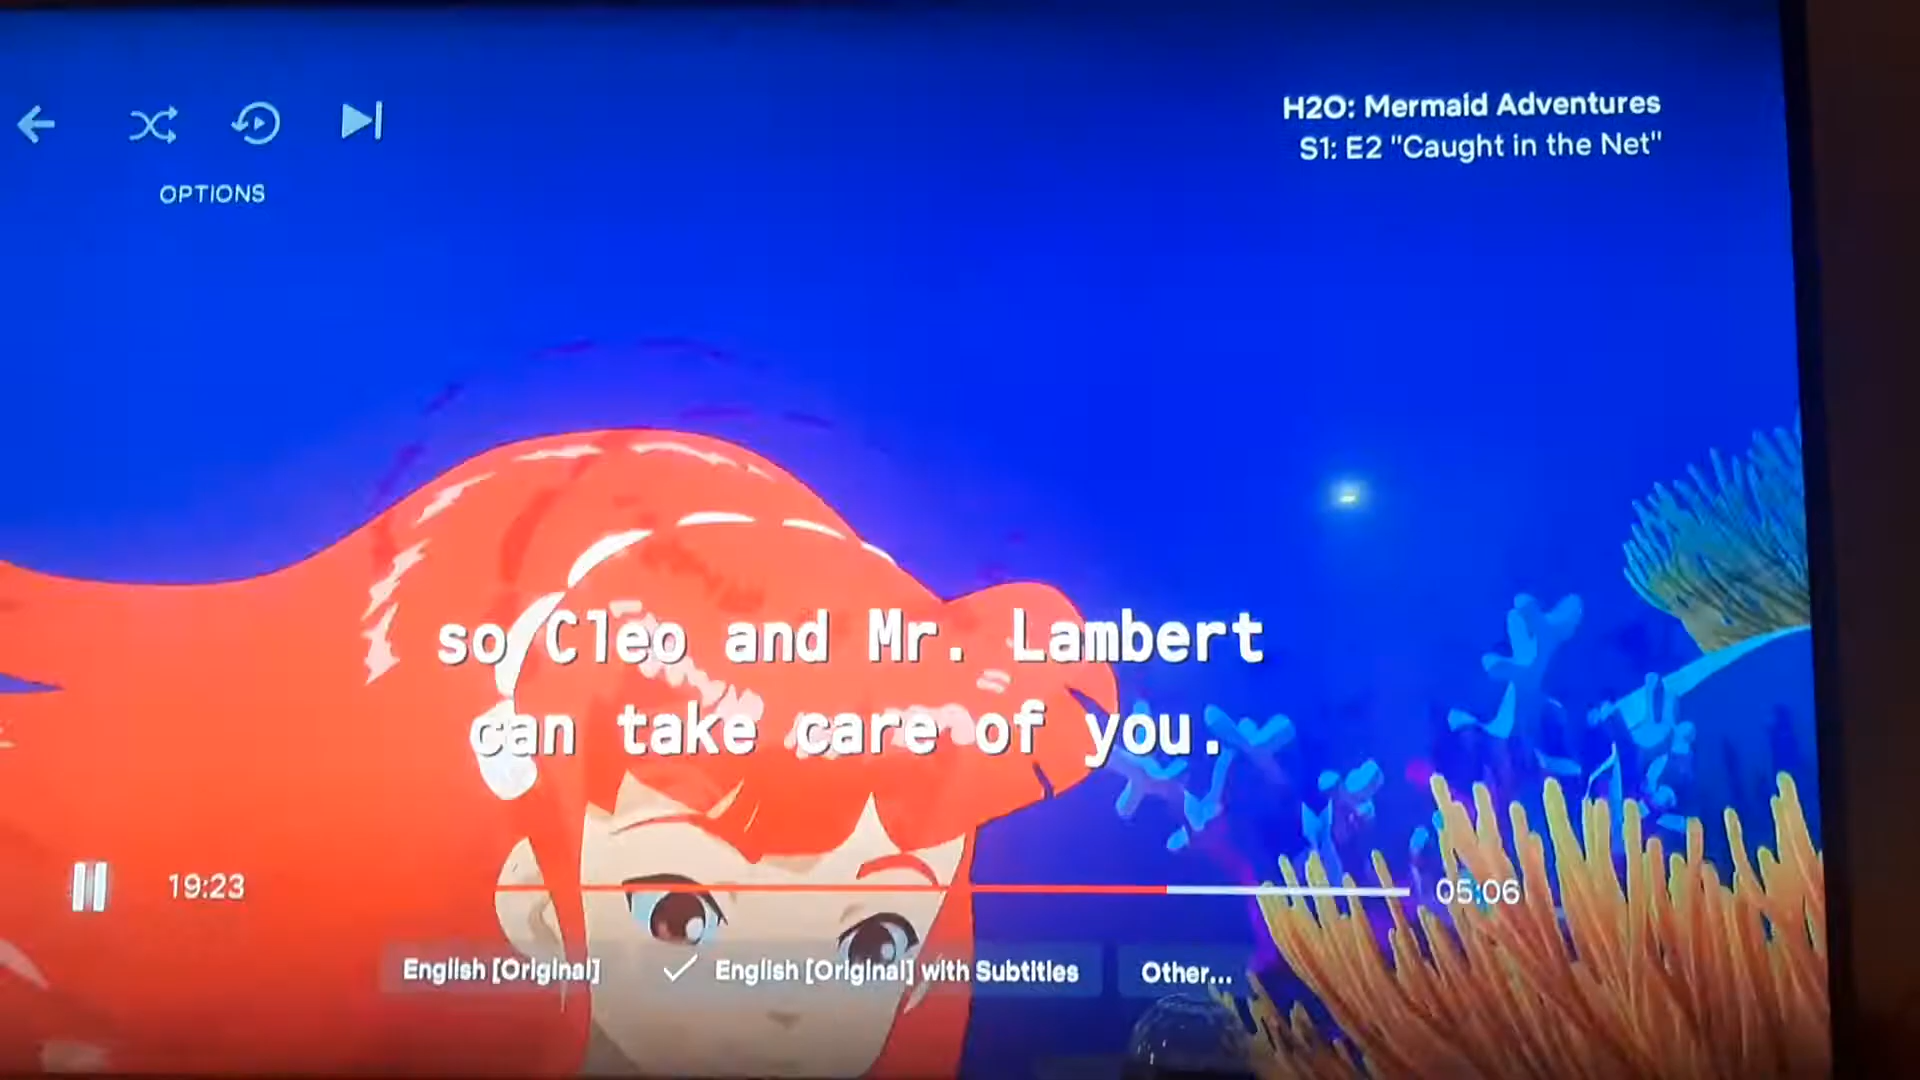 H2O: Mermaid Adventures
S1: E2 "Caught in the Net"
OPTIONS
so Cleo and Mr. Lambert
can take care of you.
19:23
05:06
English [Original]
English [Original] with Subtitles
Other...